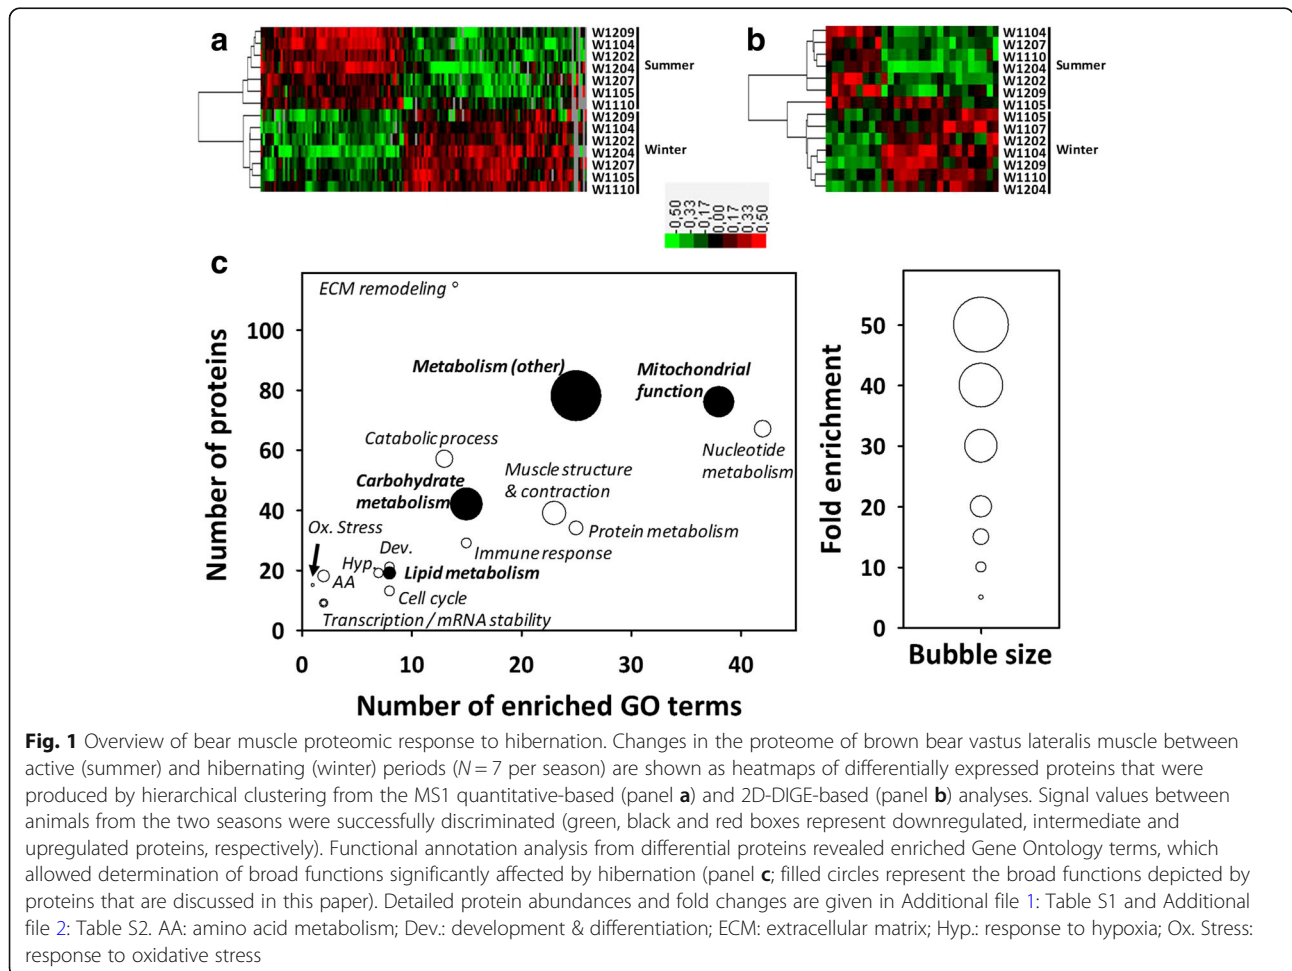 a
W1209
W1104
W1202
W1204
W1207
W1105
W1110
Summer
W1209
W1104
W1202
W1204
W1207
W1105
W1110
Winter
b
W1104
W1207
W1110
W1204
W1202
W1209
W1105
Summer
W1105
W1107
W1202
W1104
W1209
W1110
W1204
Winter
-0,50
-0,33
-0,17
0,00
0,17
0,33
0,50
c
Number of proteins
100
80
60
40
20
0
0 10 20 30 40
Number of enriched GO terms
ECM remodeling
Metabolism (other)
Mitochondrial
function
Catabolic process
Nucleotide
metabolism
Carbohydrate
metabolism
Muscle structure
& contraction
Ox. Stress
Protein metabolism
Dev.
Immune response
Hyp.
Lipid metabolism
AA
Cell cycle
Transcription / mRNA stability
Fold enrichment
50
40
30
20
10
0
Bubble size
Fig. 1 Overview of bear muscle proteomic response to hibernation. Changes in the proteome of brown bear vastus lateralis muscle between
active (summer) and hibernating (winter) periods (N = 7 per season) are shown as heatmaps of differentially expressed proteins that were
produced by hierarchical clustering from the MS1 quantitative-based (panel a) and 2D-DIGE-based (panel b) analyses. Signal values between
animals from the two seasons were successfully discriminated (green, black and red boxes represent downregulated, intermediate and
upregulated proteins, respectively). Functional annotation analysis from differential proteins revealed enriched Gene Ontology terms, which
allowed determination of broad functions significantly affected by hibernation (panel c; filled circles represent the broad functions depicted by
proteins that are discussed in this paper). Detailed protein abundances and fold changes are given in Additional file 1: Table S1 and Additional
file 2: Table S2. AA: amino acid metabolism; Dev.: development & differentiation; ECM: extracellular matrix; Hyp.: response to hypoxia; Ox. Stress:
response to oxidative stress